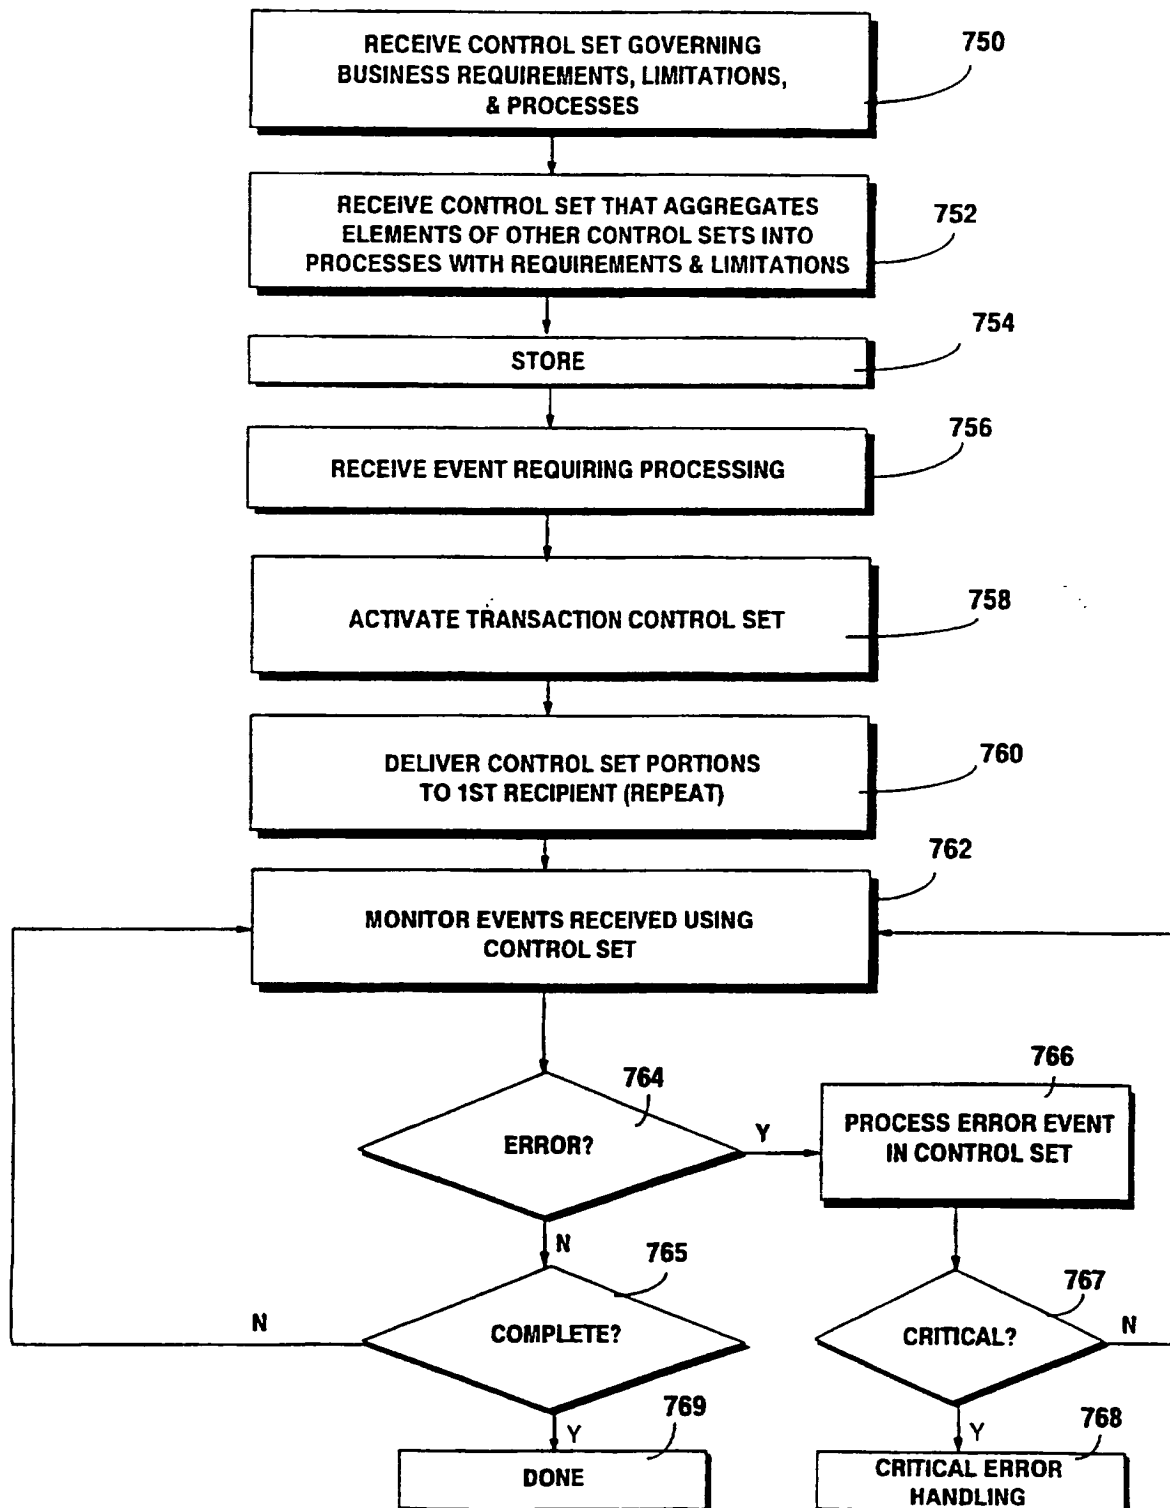 RECEIVE CONTROL SET GOVERNING
BUSINESS REQUIREMENTS, LIMITATIONS,
& PROCESSES
750
RECEIVE CONTROL SET THAT AGGREGATES
ELEMENTS OF OTHER CONTROL SETS INTO
PROCESSES WITH REQUIREMENTS & LIMITATIONS
752
STORE
754
RECEIVE EVENT REQUIRING PROCESSING
756
ACTIVATE TRANSACTION CONTROL SET
758
DELIVER CONTROL SET PORTIONS
TO 1ST RECIPIENT (REPEAT)
760
MONITOR EVENTS RECEIVED USING
CONTROL SET
762
ERROR?
764
Y
PROCESS ERROR EVENT
IN CONTROL SET
766
N
COMPLETE?
765
N
CRITICAL?
767
N
Y
DONE
769
Y
CRITICAL ERROR
HANDLING
768